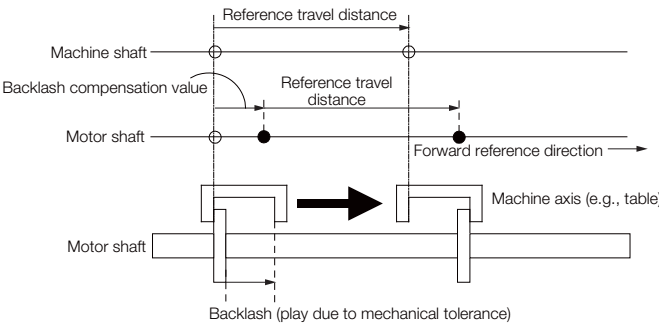 Reference travel distance
Machine shaft
Backlash compensation value
Reference travel
distance
Motor shaft
Forward reference direction
Machine axis (e.g., table)
Motor shaft
Backlash (play due to mechanical tolerance)